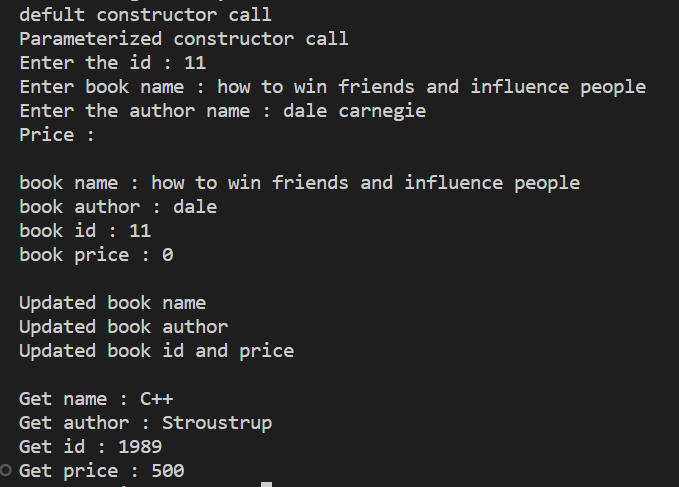 defult constructor call
Parameterized constructor call
Enter the id : 11
Enter book name : how to win friends and influence people
Enter the author name : dale carnegie
Price :
book name : how to win friends and influence people
book author : dale
book id : 11
book price : 0
Updated book name
Updated book author
Updated book id and price
Get name : C++
Get author : Stroustrup
Get id : 1989
Get price : 500